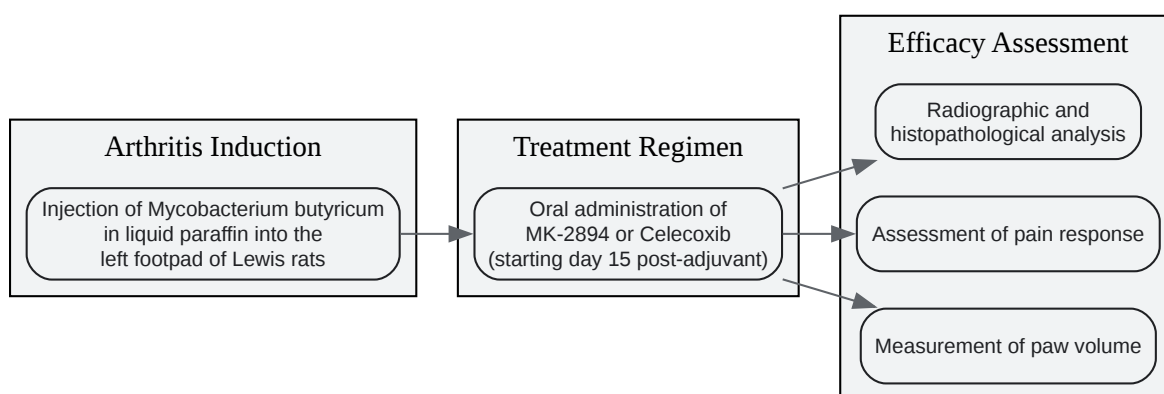 Arthritis Induction
Injection of Mycobacterium butyricum
in liquid paraffin into the
left footpad of Lewis rats
Treatment Regimen
Oral administration of
MK-2894 or Celecoxib
(starting day 15 post-adjuvant)
Efficacy Assessment
Radiographic and
histopathological analysis
Assessment of pain response
Measurement of paw volume